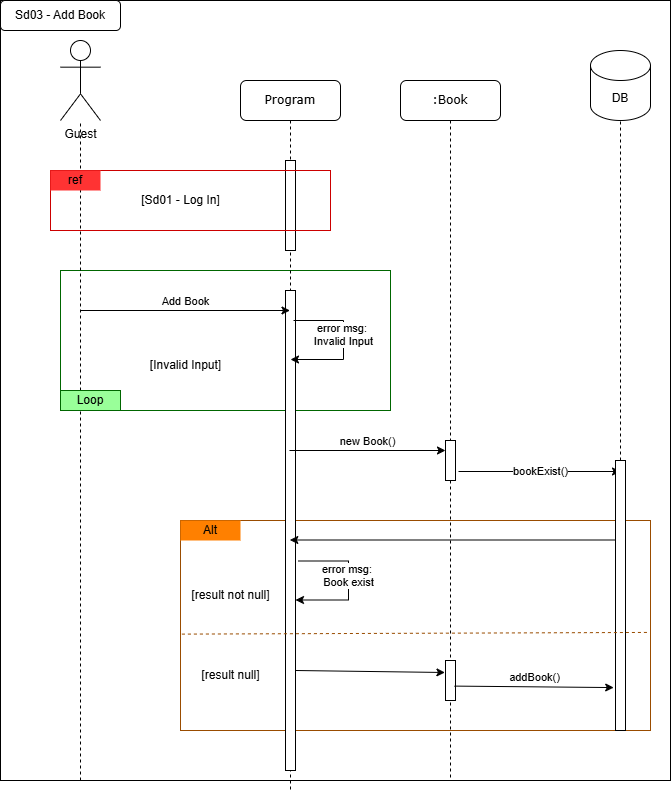 Sd03 - Add Book
Guest
Program
:Book
DB
ref
[Sd01 - Log In]
Add Book
error msg:
Invalid Input
[Invalid Input]
Loop
new Book()
bookExist()
Alt
error msg:
Book exist
[result not null]
[result null]
addBook()